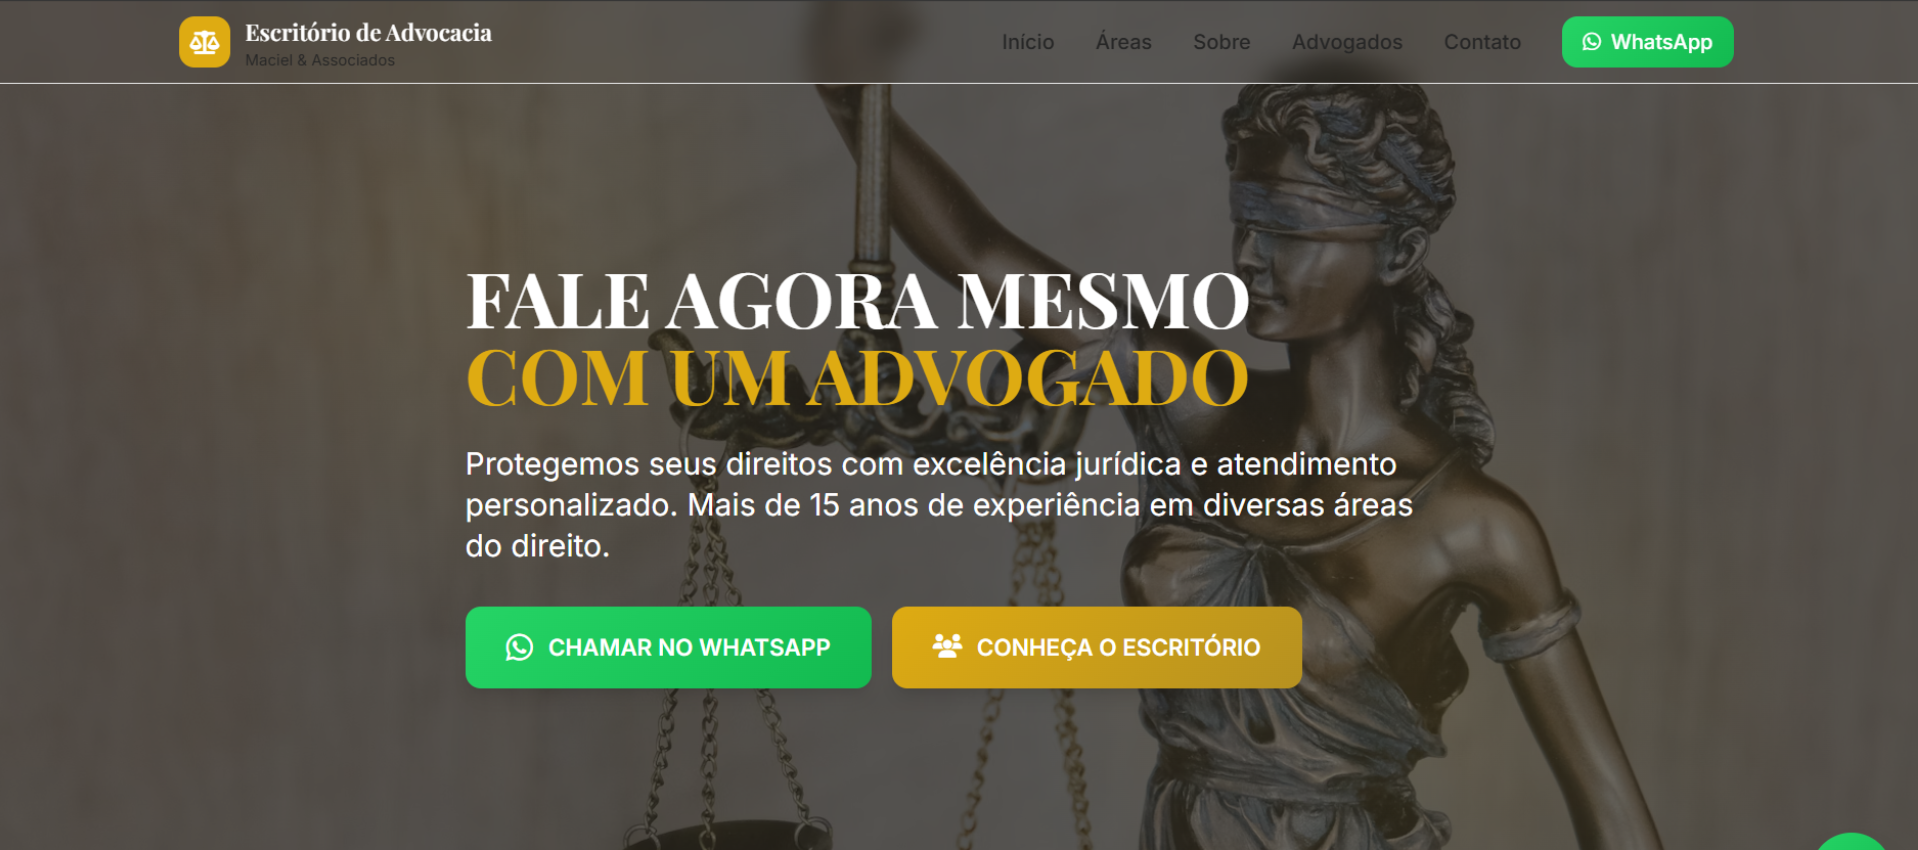 Escritório de Advocacia
Maciel & Associados
Início
Áreas
Sobre
Advogados
Contato
WhatsApp
FALE AGORA MESMO
COM UM ADVOGADO
Protegemos seus direitos com excelência jurídica e atendimento
personalizado. Mais de 15 anos de experiência em diversas áreas
do direito.
CHAMAR NO WHATSAPP
CONHEÇA O ESCRITÓRIO